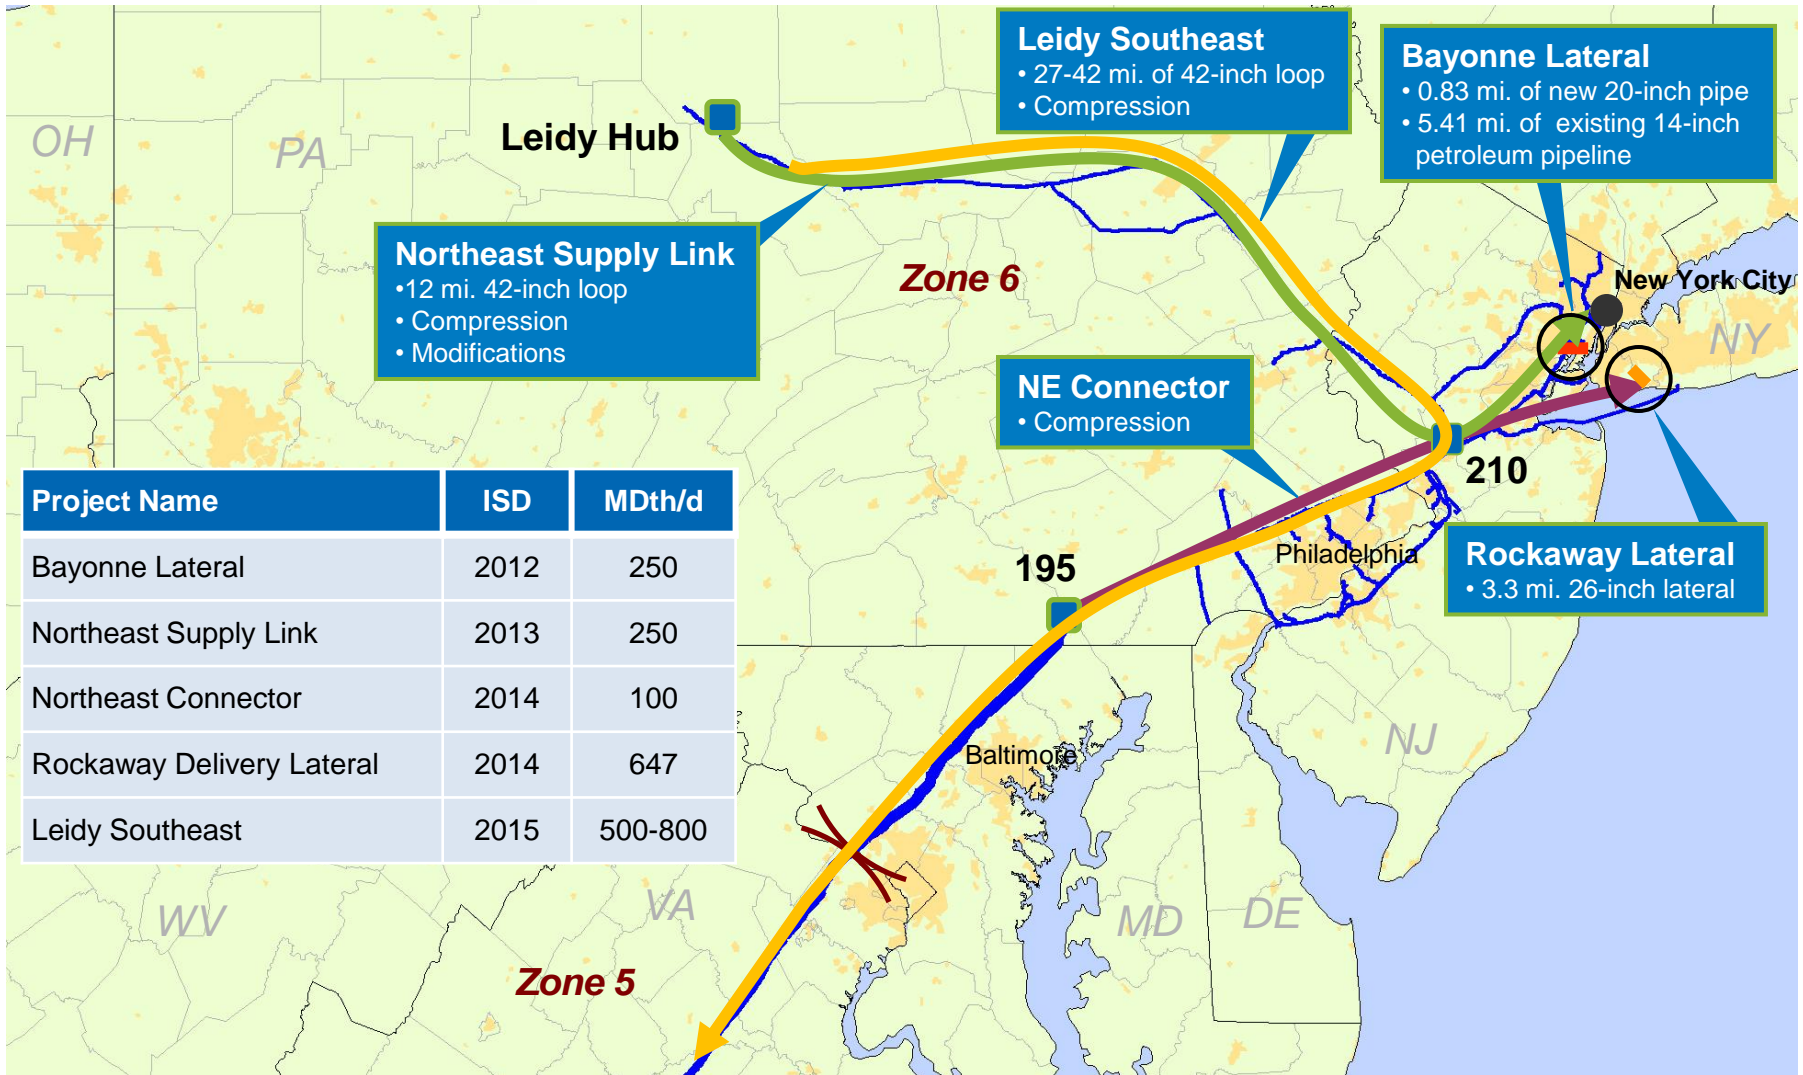 Leidy Southeast
• 27-42 mi. of 42-inch loop
• Compression
Bayonne Lateral
• 0.83 mi. of new 20-inch pipe
• 5.41 mi. of existing 14-inch
petroleum pipeline
OH
PA
Leidy Hub
Northeast Supply Link
•12 mi. 42-inch loop
• Compression
• Modifications
Zone 6
New York City
NY
NE Connector
• Compression
210
195
Philadelphia
Rockaway Lateral
• 3.3 mi. 26-inch lateral
Project Name ISD MDth/d
Bayonne Lateral 2012 250
Northeast Supply Link 2013 250
Northeast Connector 2014 100
Rockaway Delivery Lateral 2014 647
Leidy Southeast 2015 500-800
Baltimore
NJ
WV
VA
MD
DE
Zone 5